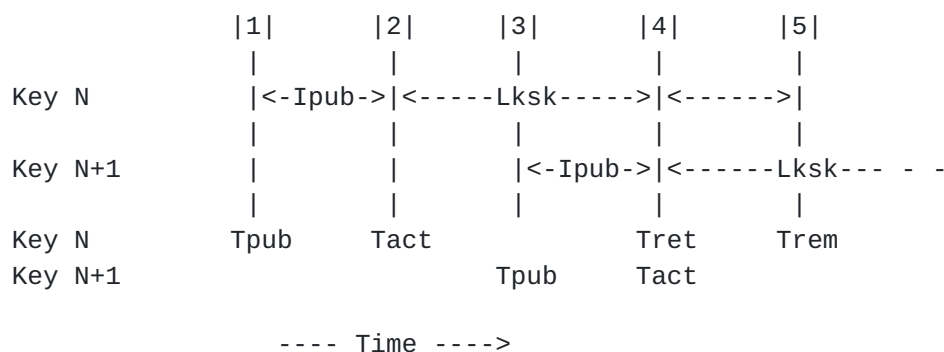 |1| |2| |3| |4| |5|
| | | | |
Key N |<-Ipub->|<-----Lksk----->|<------>|
| | | | |
Key N+1 | | |<-Ipub->|<------Lksk--- - -
| | | | |
Key N Tpub Tact Tret Trem
Key N+1 Tpub Tact
---- Time ---->